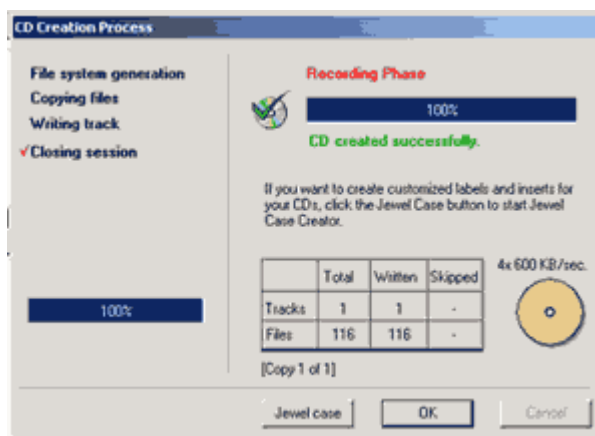 CD Creation Process
File system generation
Copying files
Writing track
✓Closing session
100%
Recording Phase
100%
CD created successfully.
If you want to create customized labels and inserts for
your CDs, click the Jewel Case button to start Jewel
Case Creator.
Total Written Skipped
Tracks 1 1 -
Files 116 116 -
4x 600 KB/sec.
[Copy 1 of 1]
Jewel case OK Cancel